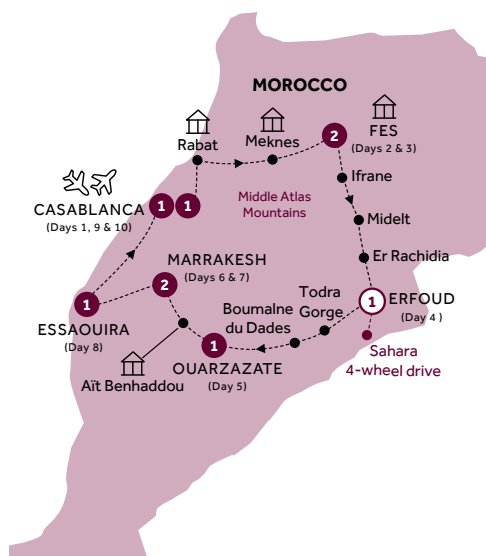 MOROCCO
Rabat
Meknes
2
FES
(Days 2 & 3)
Ifrane
Middle Atlas
Mountains
CASABLANCA
1
1
(Days 1, 9 & 10)
Midelt
Er Rachidia
MARRAKESH
(Days 6 & 7)
2
Todra
Gorge
1
ERFOUD
(Day 4 )
1
ESSAOUIRA
(Day 8)
Boumalne
du Dades
Sahara
4-wheel drive
1
OUARZAZATE
(Day 5)
Aït Benhaddou